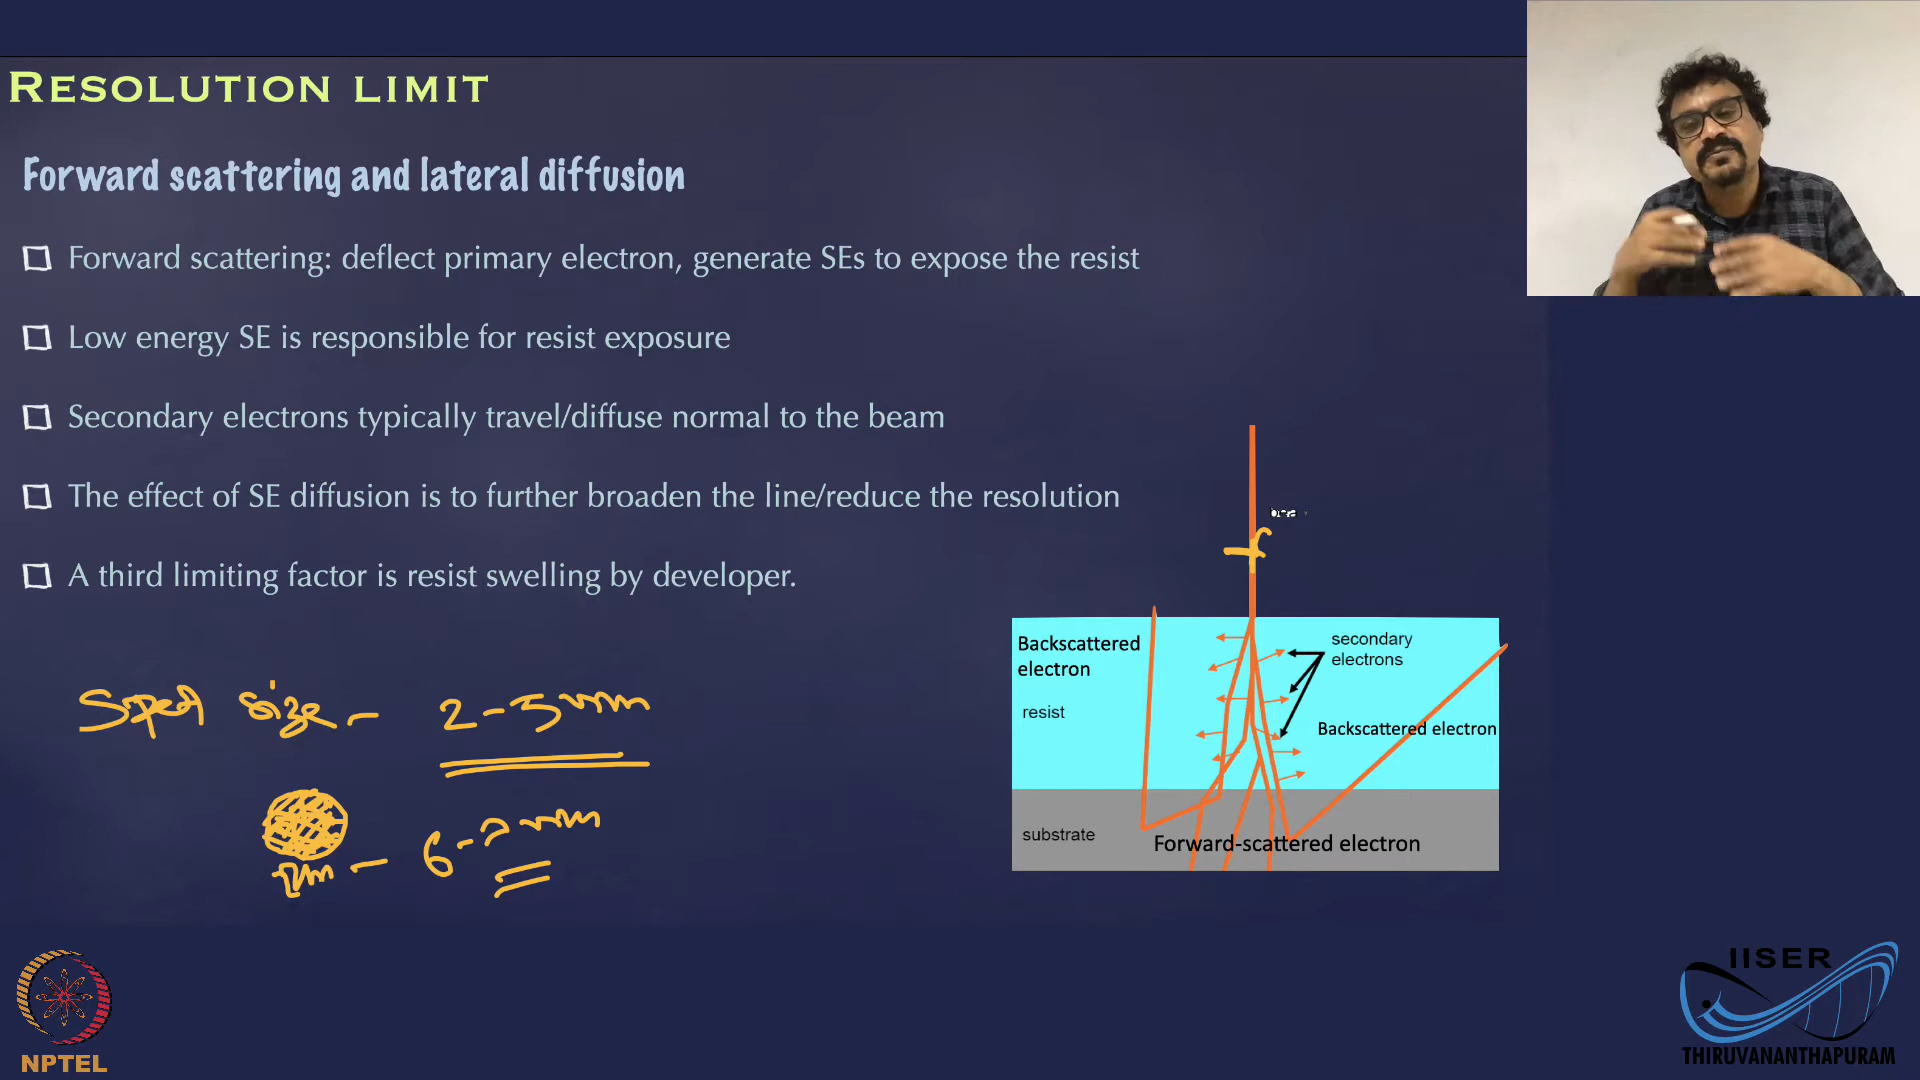 RESOLUTION LIMIT
Forward scattering and lateral diffusion
Forward scattering: deflect primary electron, generate SEs to expose the resist
Low energy SE is responsible for resist exposure
Secondary electrons typically travel/diffuse normal to the beam
The effect of SE diffusion is to further broaden the line/reduce the resolution
A third limiting factor is resist swelling by developer.
size - 2-5nm
6-7nm
Backscattered
electron
secondary
electrons
resist
Backscattered electron
substrate
Forward-scattered electron
NPTEL
IISER
THIRUVANANTHAPURAM